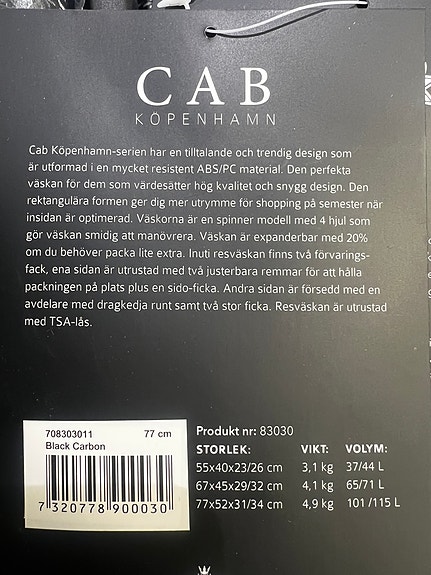 CAB
KÖPENHAMN
Cab Köpenhamn-serien har en tilltalande och trendig design som
är utformad i en mycket resistent ABS/PC material. Den perfekta
väskan för dem som värdesätter hög kvalitet och snygg design. Den
rektangulära formen ger dig mer utrymme för shopping på semester när
insidan är optimerad. Väskorna är en spinner modell med 4 hjul som
gör väskan smidig att manövrera. Väskan är expanderbar med 20%
om du behöver packa lite extra. Inuti resväskan finns två förvarings-
fack, ena sidan är utrustad med två justerbara remmar för att hålla
packningen på plats plus en sido-ficka. Andra sidan är försedd med en
avdelare med dragkedja runt samt två stor ficka. Resväskan är utrustat
med TSA-lås.
708303011 77 cm
Black Carbon
7 320778 900030
Produkt nr: 83030
STORLEK: VIKT: VOLYM:
55x40x23/26 cm 3,1 kg 37/44 L
67x45x29/32 cm 4,1 kg 65/71 L
77x52x31/34 cm 4,9 kg 101/115 L